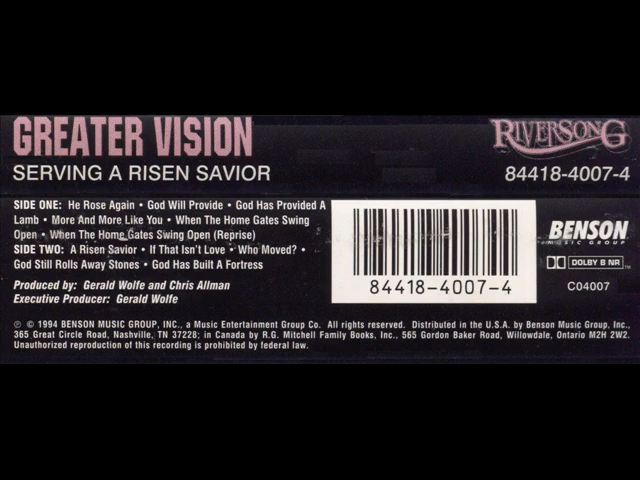 GREATER VISION
RIVERSONG
SERVING A RISEN SAVIOR
84418-4007-4
SIDE ONE: He Rose Again • God Will Provide • God Has Provided A
Lamb • More And More Like You • When The Home Gates Swing
Open • When The Home Gates Swing Open (Reprise)
SIDE TWO: A Risen Savior • If That Isn't Love • Who Moved? •
God Still Rolls Away Stones • God Has Built A Fortress
Produced by: Gerald Wolfe and Chris Allman
Executive Producer: Gerald Wolfe
84418-4007-4
BENSON
MUSIC GROUP
DOLBY B NR
C04007
℗ © 1994 BENSON MUSIC GROUP, INC., a Music Entertainment Group Co. All rights reserved. Distributed in the U.S.A. by Benson Music Group, Inc.,
365 Great Circle Road, Nashville, TN 37228; in Canada by R.G. Mitchell Family Books, Inc., 565 Gordon Baker Road, Willowdale, Ontario M2H 2W2.
Unauthorized reproduction of this recording is prohibited by federal law.